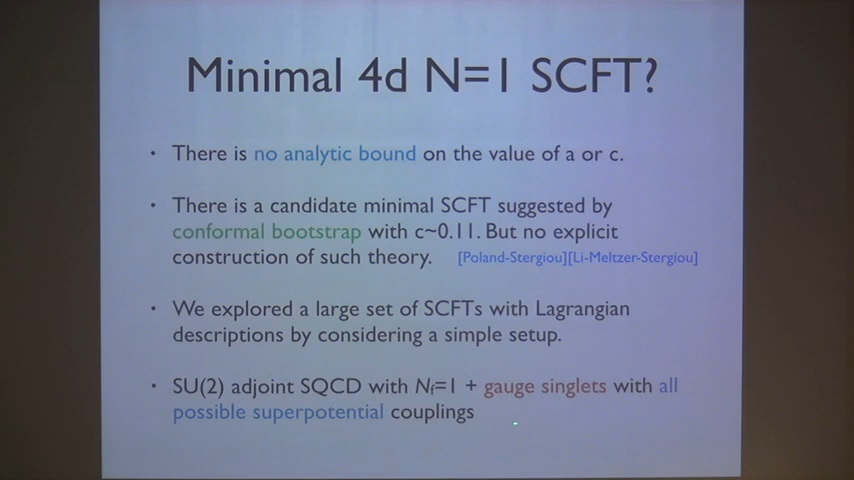 Minimal 4d N=1 SCFT?
• There is no analytic bound on the value of a or c.
• There is a candidate minimal SCFT suggested by
conformal bootstrap with c~0.11. But no explicit
construction of such theory. [Poland-Stergiou][Li-Meltzer-Stergiou]
• We explored a large set of SCFTs with Lagrangian
descriptions by considering a simple setup.
• SU(2) adjoint SQCD with Nf=1 + gauge singlets with all
possible superpotential couplings